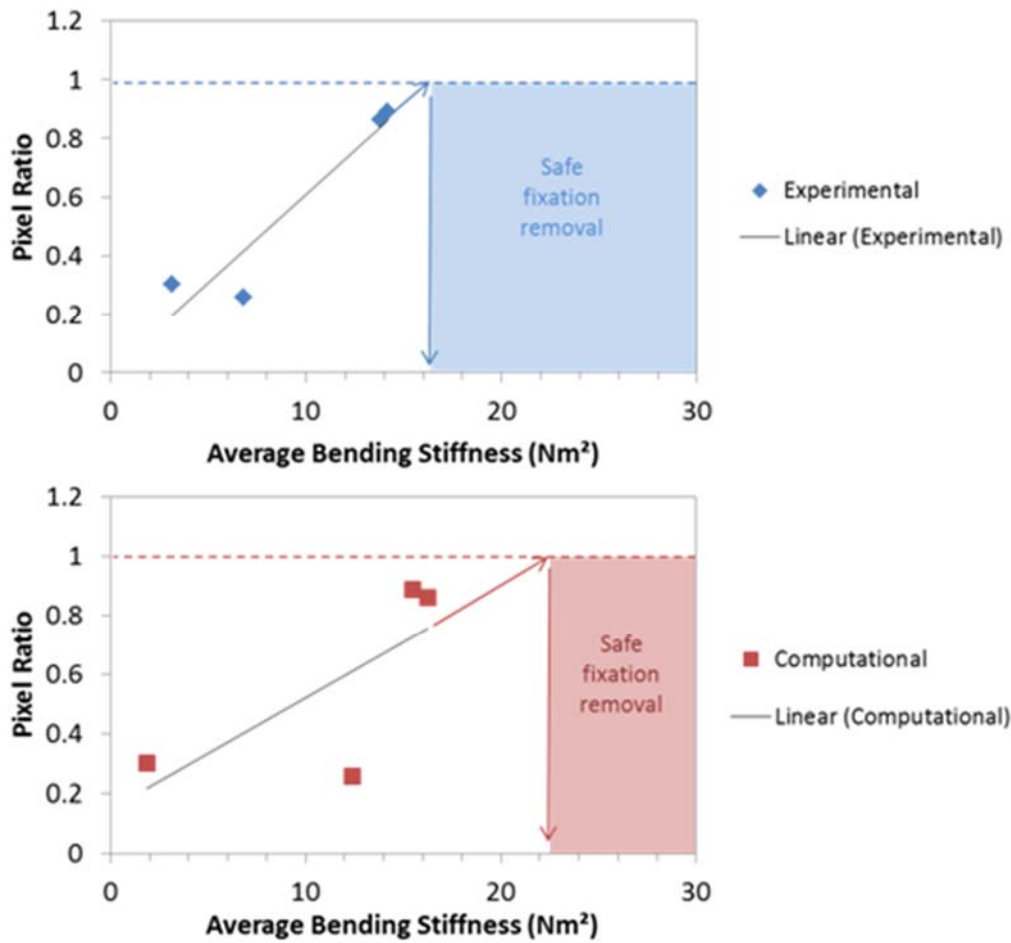 1.2
1
0.8
0.6
0.4
0.2
0
Pixel Ratio
Safe
fixation
removal
0 10 20 30
Average Bending Stiffness (Nm²)
Experimental
Linear (Experimental)
1.2
1
0.8
0.6
0.4
0.2
0
Pixel Ratio
Safe
fixation
removal
0 10 20 30
Average Bending Stiffness (Nm²)
Computational
Linear (Computational)